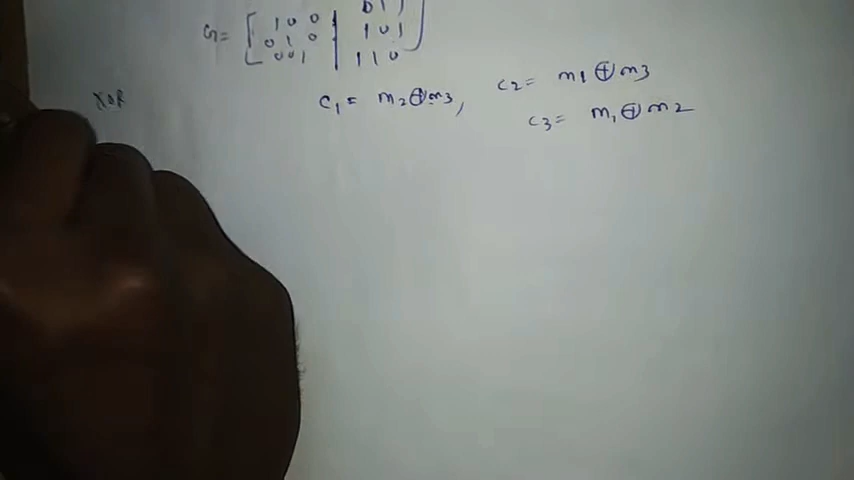 G = [ 1 0 0 | 0 1 1 ]
0 1 0 | 1 0 1
0 0 1 | 1 1 0
XOR
c1 = m2⊕m3, c2 = m1⊕m3
c3 = m1⊕m2